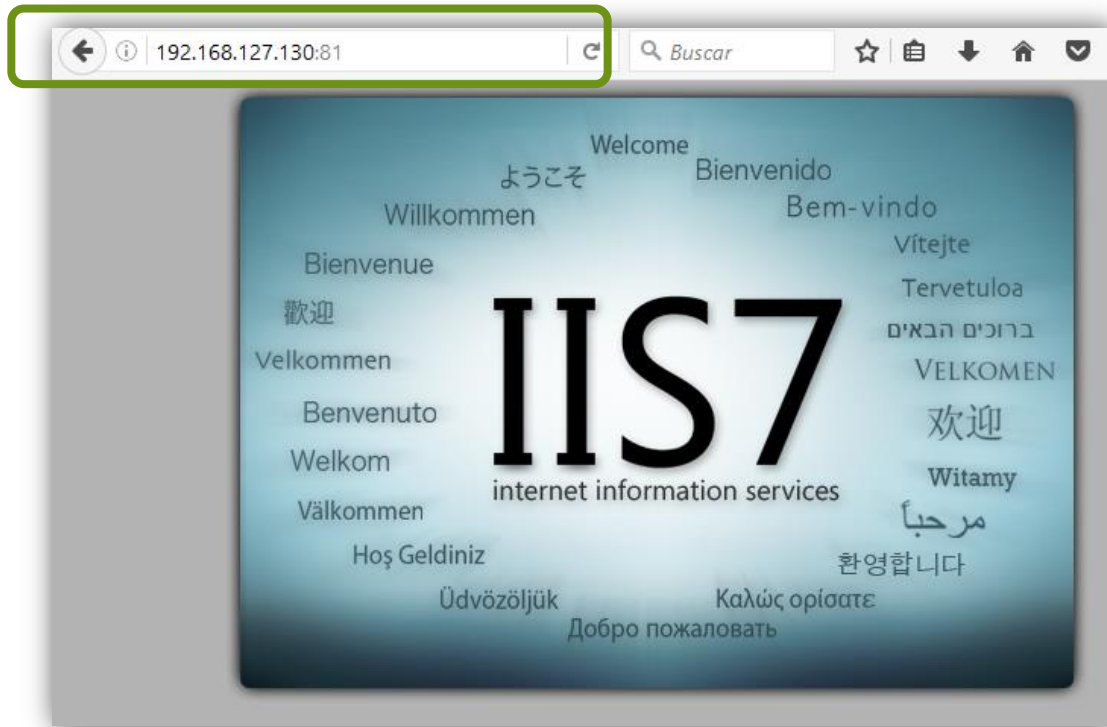 192.168.127.130:81
Buscar
Welcome
ようこそ
Bienvenido
Willkommen
Bem-vindo
Vítejte
Bienvenue
Tervetuloa
歡迎
ברוכים הבאים
Velkommen
VELKOMEN
Benvenuto
欢迎
Welkom
Witamy
IIS7
internet information services
Välkommen
مرحباً
Hoş Geldiniz
환영합니다
Üdvözöljük
Καλώς ορίσατε
Добро пожаловать